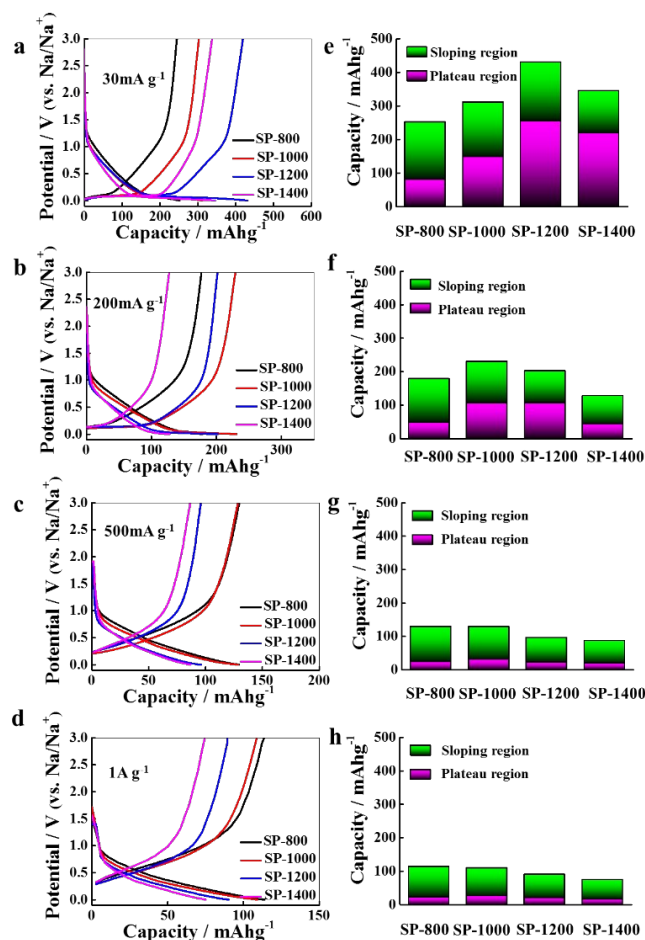 a
Potential / V (vs. Na/Na⁺)
3.0
2.5
2.0
1.5
1.0
0.5
0.0
30mA g⁻¹
SP-800
SP-1000
SP-1200
SP-1400
0 100 200 300 400 500 600
Capacity / mAhg⁻¹
e
Capacity / mAhg⁻¹
500
400
300
200
100
0
Sloping region
Plateau region
SP-800 SP-1000 SP-1200 SP-1400
b
Potential / V (vs. Na/Na⁺)
3.0
2.5
2.0
1.5
1.0
0.5
0.0
200mA g⁻¹
SP-800
SP-1000
SP-1200
SP-1400
0 100 200 300
Capacity / mAhg⁻¹
f
Capacity / mAhg⁻¹
500
400
300
200
100
0
Sloping region
Plateau region
SP-800 SP-1000 SP-1200 SP-1400
c
Potential / V (vs. Na/Na⁺)
3.0
2.5
2.0
1.5
1.0
0.5
0.0
500mA g⁻¹
SP-800
SP-1000
SP-1200
SP-1400
0 50 100 150 200
Capacity / mAhg⁻¹
g
Capacity / mAhg⁻¹
500
400
300
200
100
0
Sloping region
Plateau region
SP-800 SP-1000 SP-1200 SP-1400
d
Potential / V (vs. Na/Na⁺)
3.0
2.5
2.0
1.5
1.0
0.5
0.0
1A g⁻¹
SP-800
SP-1000
SP-1200
SP-1400
0 50 100 150
Capacity / mAhg⁻¹
h
Capacity / mAhg⁻¹
500
400
300
200
100
0
Sloping region
Plateau region
SP-800 SP-1000 SP-1200 SP-1400